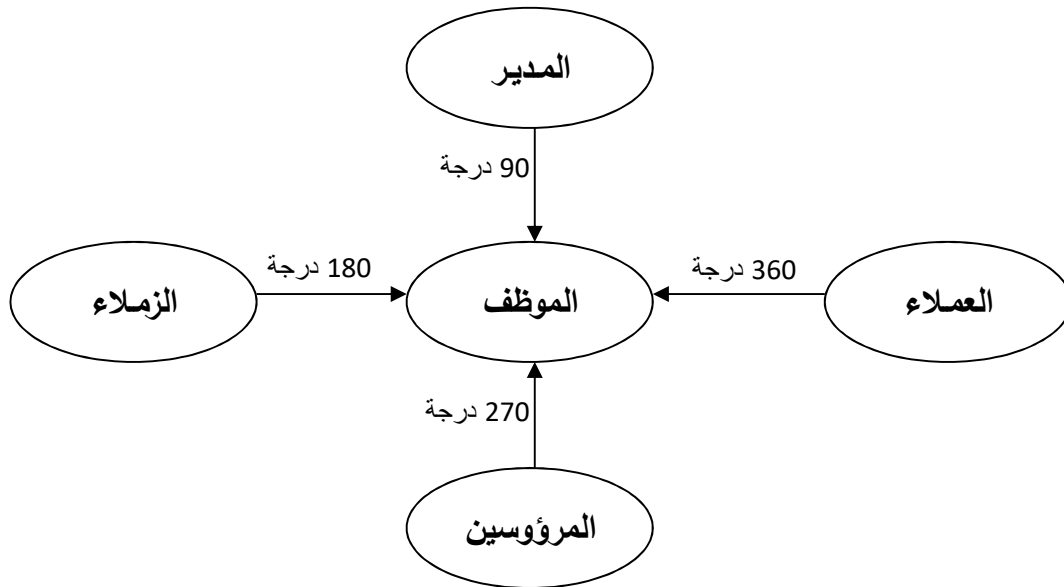 المدير
90 درجة
العملاء
360 درجة
الموظف
180 درجة
الزملاء
270 درجة
المرؤوسين